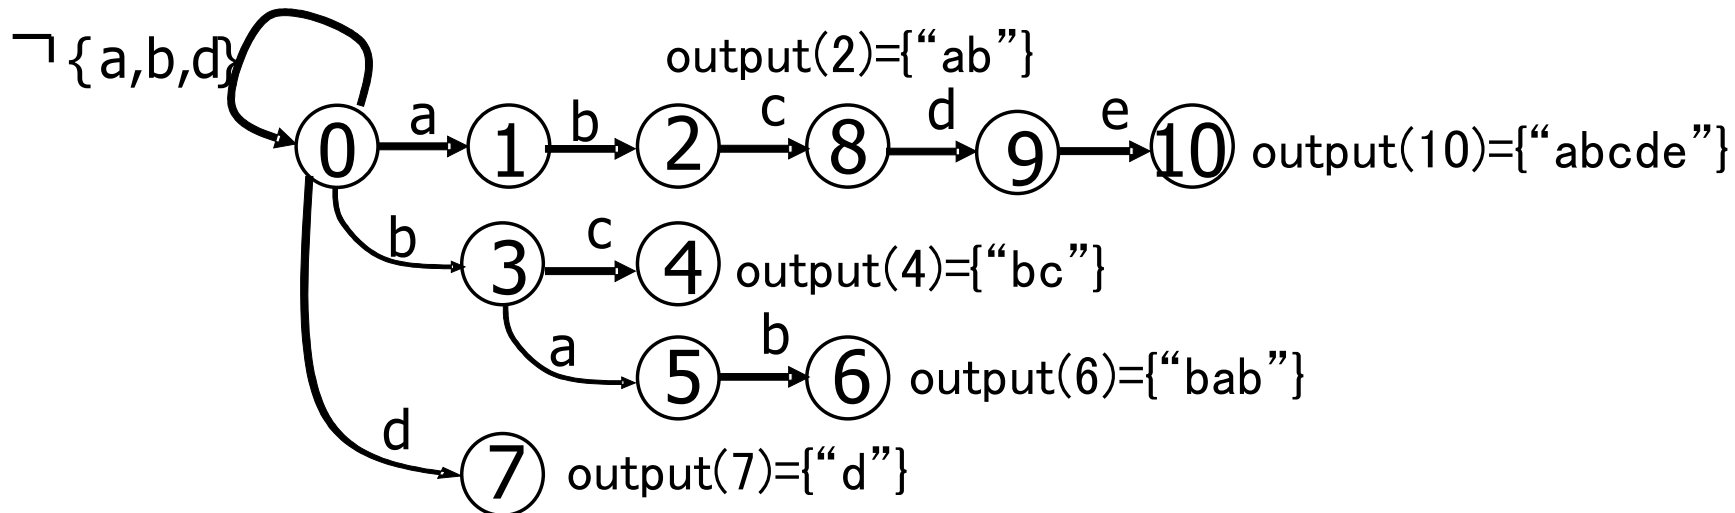 ¬{a,b,d}
output(2)={“ab”}
0 a 1 b 2 c 8 d 9 e 10 output(10)={“abcde”}
b 3 c 4 output(4)={“bc”}
a 5 b 6 output(6)={“bab”}
d 7 output(7)={“d”}